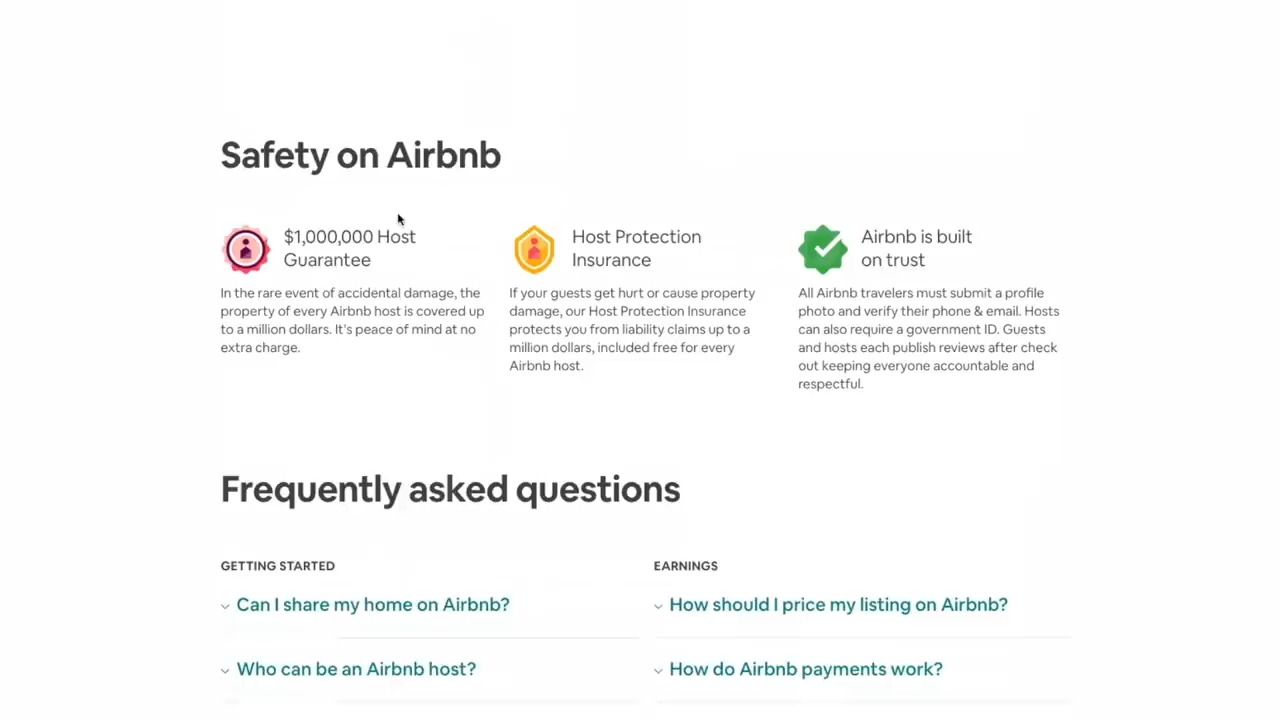 Safety on Airbnb
$1,000,000 Host
Guarantee
In the rare event of accidental damage, the
property of every Airbnb host is covered up
to a million dollars. It's peace of mind at no
extra charge.
Host Protection
Insurance
If your guests get hurt or cause property
damage, our Host Protection Insurance
protects you from liability claims up to a
million dollars, included free for every
Airbnb host.
Airbnb is built
on trust
All Airbnb travelers must submit a profile
photo and verify their phone & email. Hosts
can also require a government ID. Guests
and hosts each publish reviews after check
out keeping everyone accountable and
respectful.
Frequently asked questions
GETTING STARTED
Can I share my home on Airbnb?
Who can be an Airbnb host?
EARNINGS
How should I price my listing on Airbnb?
How do Airbnb payments work?